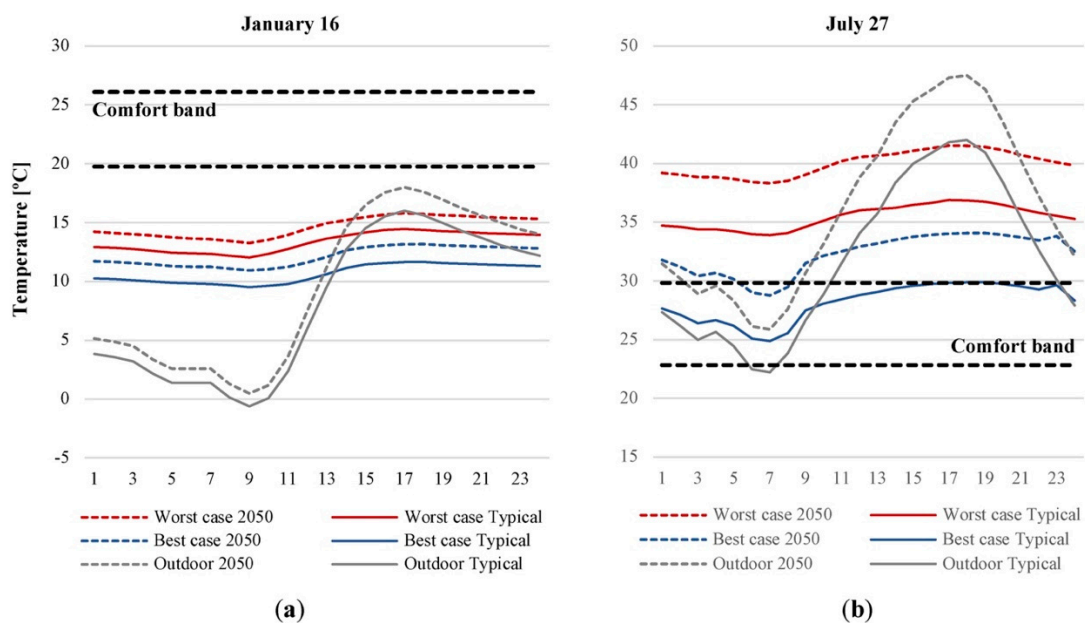 January 16
30
25
Comfort band
20
15
10
5
0
-5
Temperature [ºC]
1 3 5 7 9 11 13 15 17 19 21 23
Worst case 2050 Worst case Typical
Best case 2050 Best case Typical
Outdoor 2050 Outdoor Typical
(a)
July 27
50
45
40
35
30
25
20
15
Comfort band
1 3 5 7 9 11 13 15 17 19 21 23
Worst case 2050 Worst case Typical
Best case 2050 Best case Typical
Outdoor 2050 Outdoor Typical
(b)